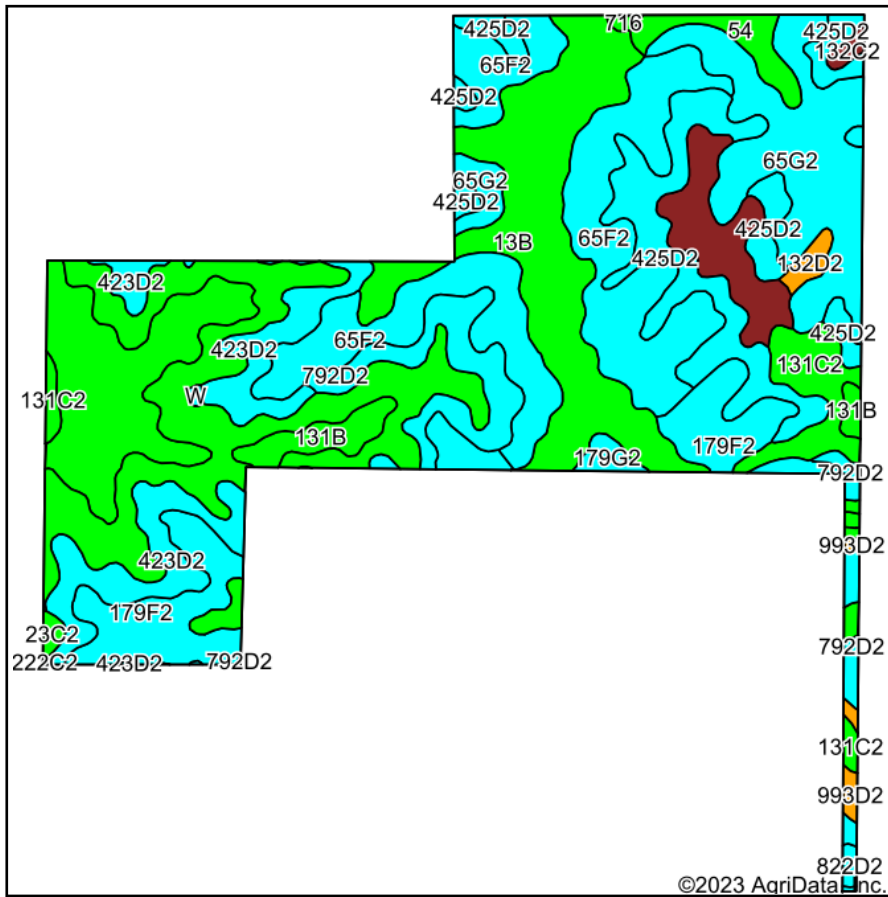 425D2
716
54
425D2
132C2
65F2
425D2
65G2
65G2
425D2
425D2
13B
65F2
425D2
132D2
423D2
425D2
65F2
423D2
131C2
792D2
W
131C2
131B
131B
179G2
179F2
792D2
993D2
423D2
179F2
23C2
222C2
423D2
792D2
792D2
131C2
993D2
822D2
©2023 AgriData, Inc.